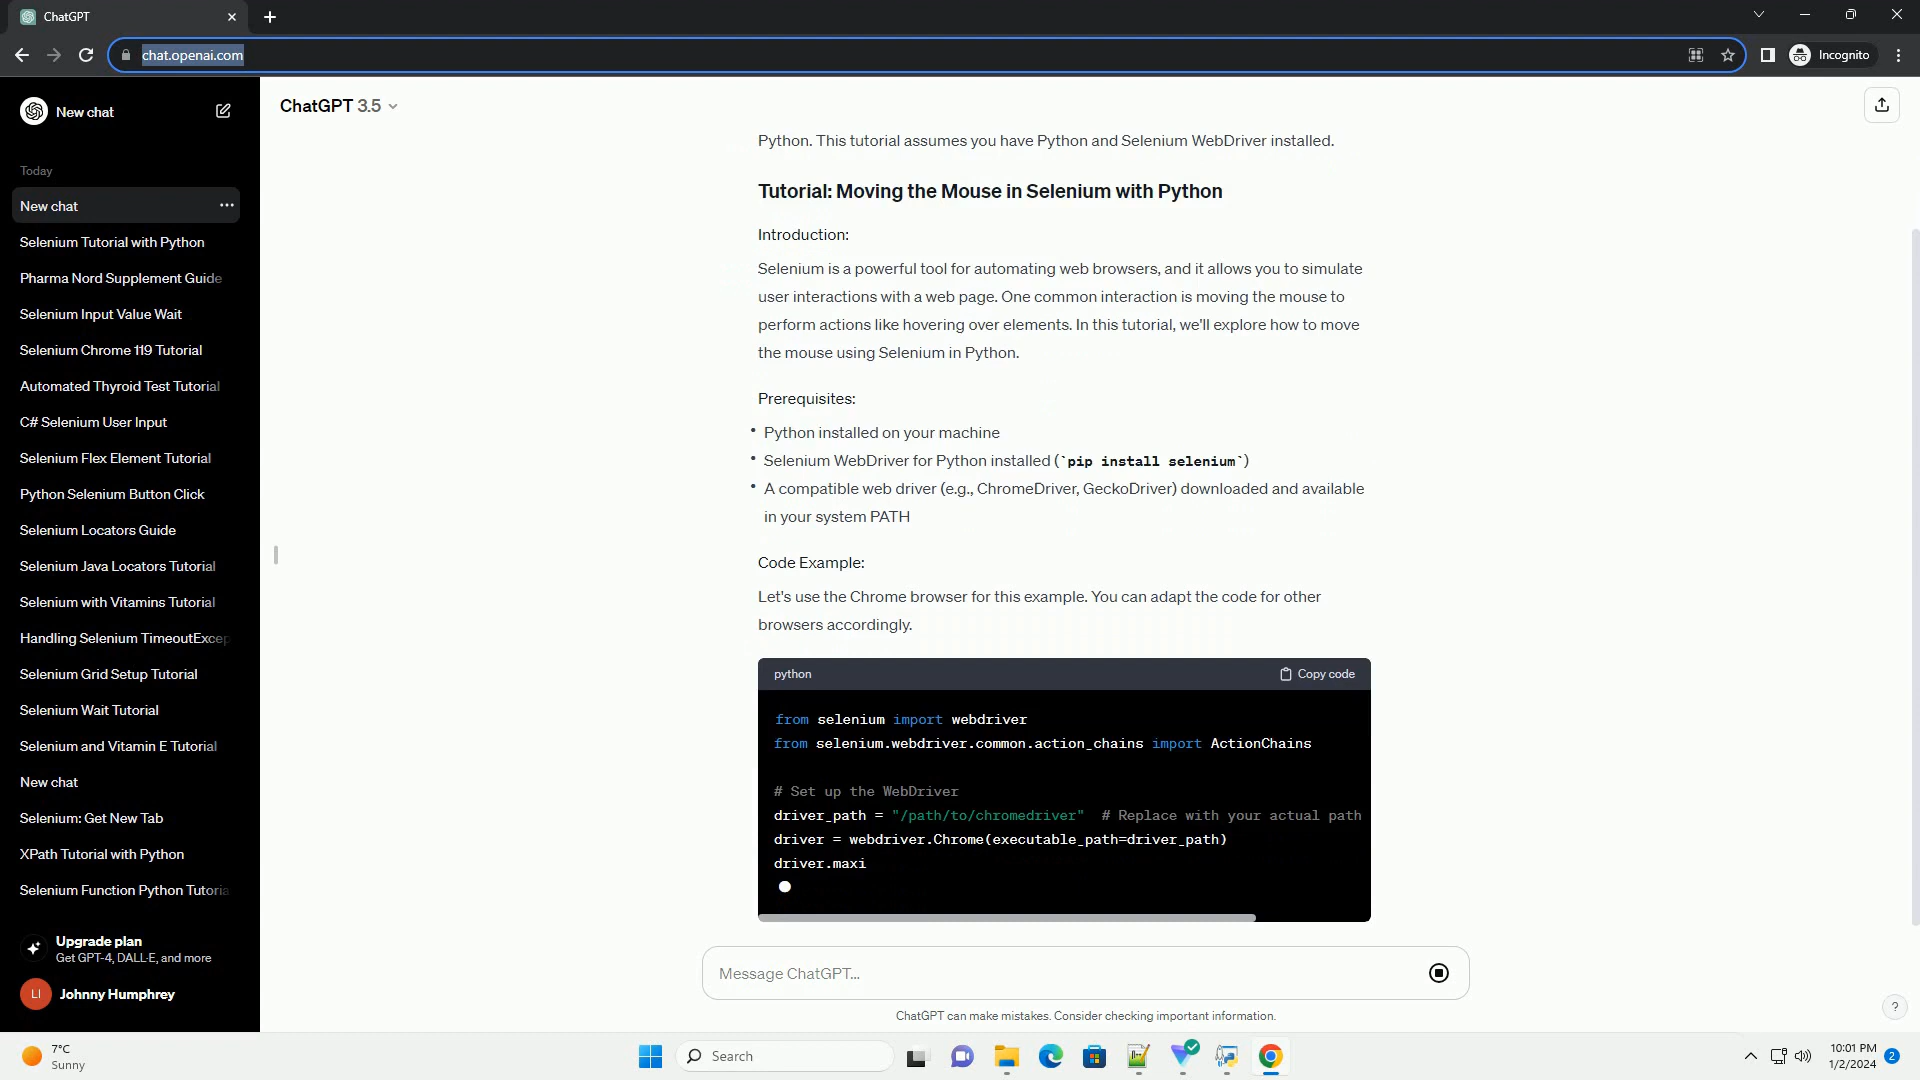 ChatGPT
chat.openai.com
Incognito
New chat
Today
New chat
Selenium Tutorial with Python
Pharma Nord Supplement Guide
Selenium Input Value Wait
Selenium Chrome 119 Tutorial
Automated Thyroid Test Tutorial
C# Selenium User Input
Selenium Flex Element Tutorial
Python Selenium Button Click
Selenium Locators Guide
Selenium Java Locators Tutorial
Selenium with Vitamins Tutorial
Handling Selenium TimeoutExcep
Selenium Grid Setup Tutorial
Selenium Wait Tutorial
Selenium and Vitamin E Tutorial
New chat
Selenium: Get New Tab
XPath Tutorial with Python
Selenium Function Python Tutoria
Upgrade plan
Get GPT-4, DALL·E, and more
LI
Johnny Humphrey
ChatGPT 3.5
Python. This tutorial assumes you have Python and Selenium WebDriver installed.
Tutorial: Moving the Mouse in Selenium with Python
Introduction:
Selenium is a powerful tool for automating web browsers, and it allows you to simulate
user interactions with a web page. One common interaction is moving the mouse to
perform actions like hovering over elements. In this tutorial, we'll explore how to move
the mouse using Selenium in Python.
Prerequisites:
• Python installed on your machine
• Selenium WebDriver for Python installed (`pip install selenium`)
• A compatible web driver (e.g., ChromeDriver, GeckoDriver) downloaded and available
in your system PATH
Code Example:
Let's use the Chrome browser for this example. You can adapt the code for other
browsers accordingly.
python
Copy code
from selenium import webdriver
from selenium.webdriver.common.action_chains import ActionChains
# Set up the WebDriver
driver_path = "/path/to/chromedriver"  # Replace with your actual path
driver = webdriver.Chrome(executable_path=driver_path)
driver.maxi
Message ChatGPT...
ChatGPT can make mistakes. Consider checking important information.
?
7°C
Sunny
Search
10:01 PM
1/2/2024
2